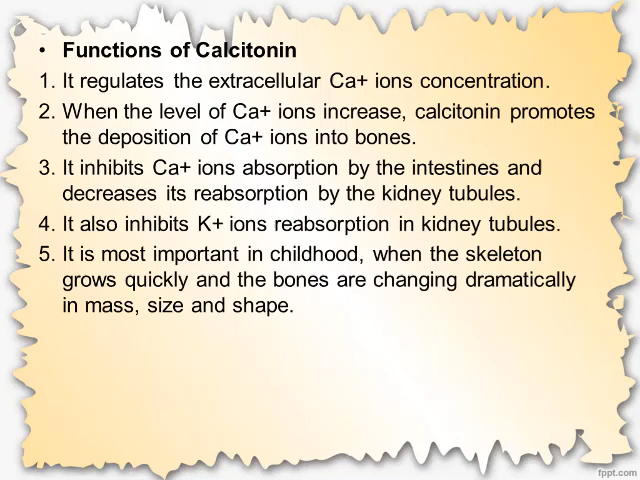 • Functions of Calcitonin
1. It regulates the extracellular Ca+ ions concentration.
2. When the level of Ca+ ions increase, calcitonin promotes
the deposition of Ca+ ions into bones.
3. It inhibits Ca+ ions absorption by the intestines and
decreases its reabsorption by the kidney tubules.
4. It also inhibits K+ ions reabsorption in kidney tubules.
5. It is most important in childhood, when the skeleton
grows quickly and the bones are changing dramatically
in mass, size and shape.
fppt.com